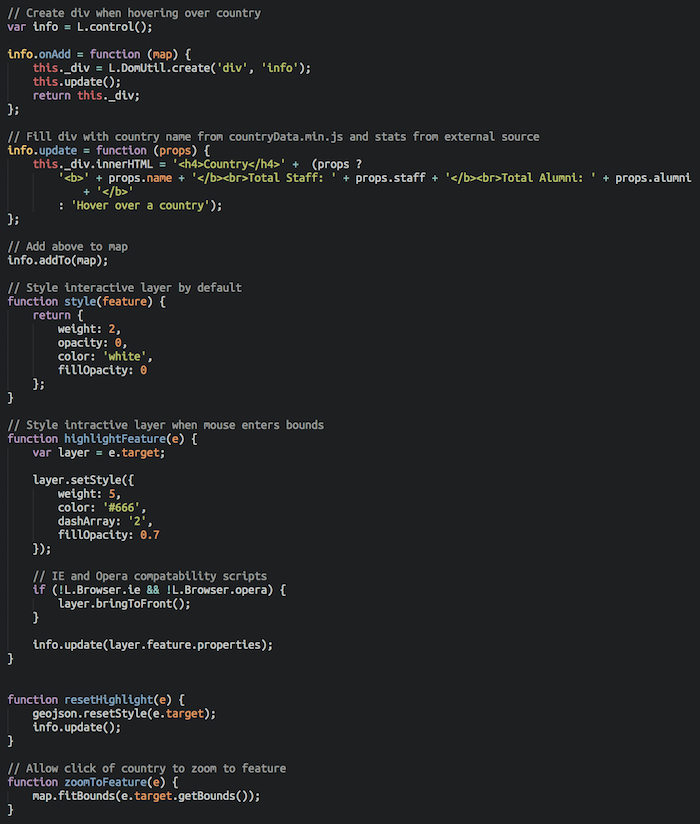 // Create div when hovering over country
var info = L.control();

info.onAdd = function (map) {
    this._div = L.DomUtil.create('div', 'info');
    this.update();
    return this._div;
};

// Fill div with country name from countryData.min.js and stats from external source
info.update = function (props) {
    this._div.innerHTML = '<h4>Country</h4>' +  (props ?
        '<b>' + props.name + '</b><br>Total Staff: ' + props.staff + '</b><br>Total Alumni: ' + props.alumni
            + '</b>'
        : 'Hover over a country');
};

// Add above to map
info.addTo(map);

// Style interactive layer by default
function style(feature) {
    return {
        weight: 2,
        opacity: 0,
        color: 'white',
        fillOpacity: 0
    };
}

// Style intractive layer when mouse enters bounds
function highlightFeature(e) {
    var layer = e.target;

    layer.setStyle({
        weight: 5,
        color: '#666',
        dashArray: '2',
        fillOpacity: 0.7
    });

    // IE and Opera compatability scripts
    if (!L.Browser.ie && !L.Browser.opera) {
        layer.bringToFront();
    }

    info.update(layer.feature.properties);
}


function resetHighlight(e) {
    geojson.resetStyle(e.target);
    info.update();
}

// Allow click of country to zoom to feature
function zoomToFeature(e) {
    map.fitBounds(e.target.getBounds());
}